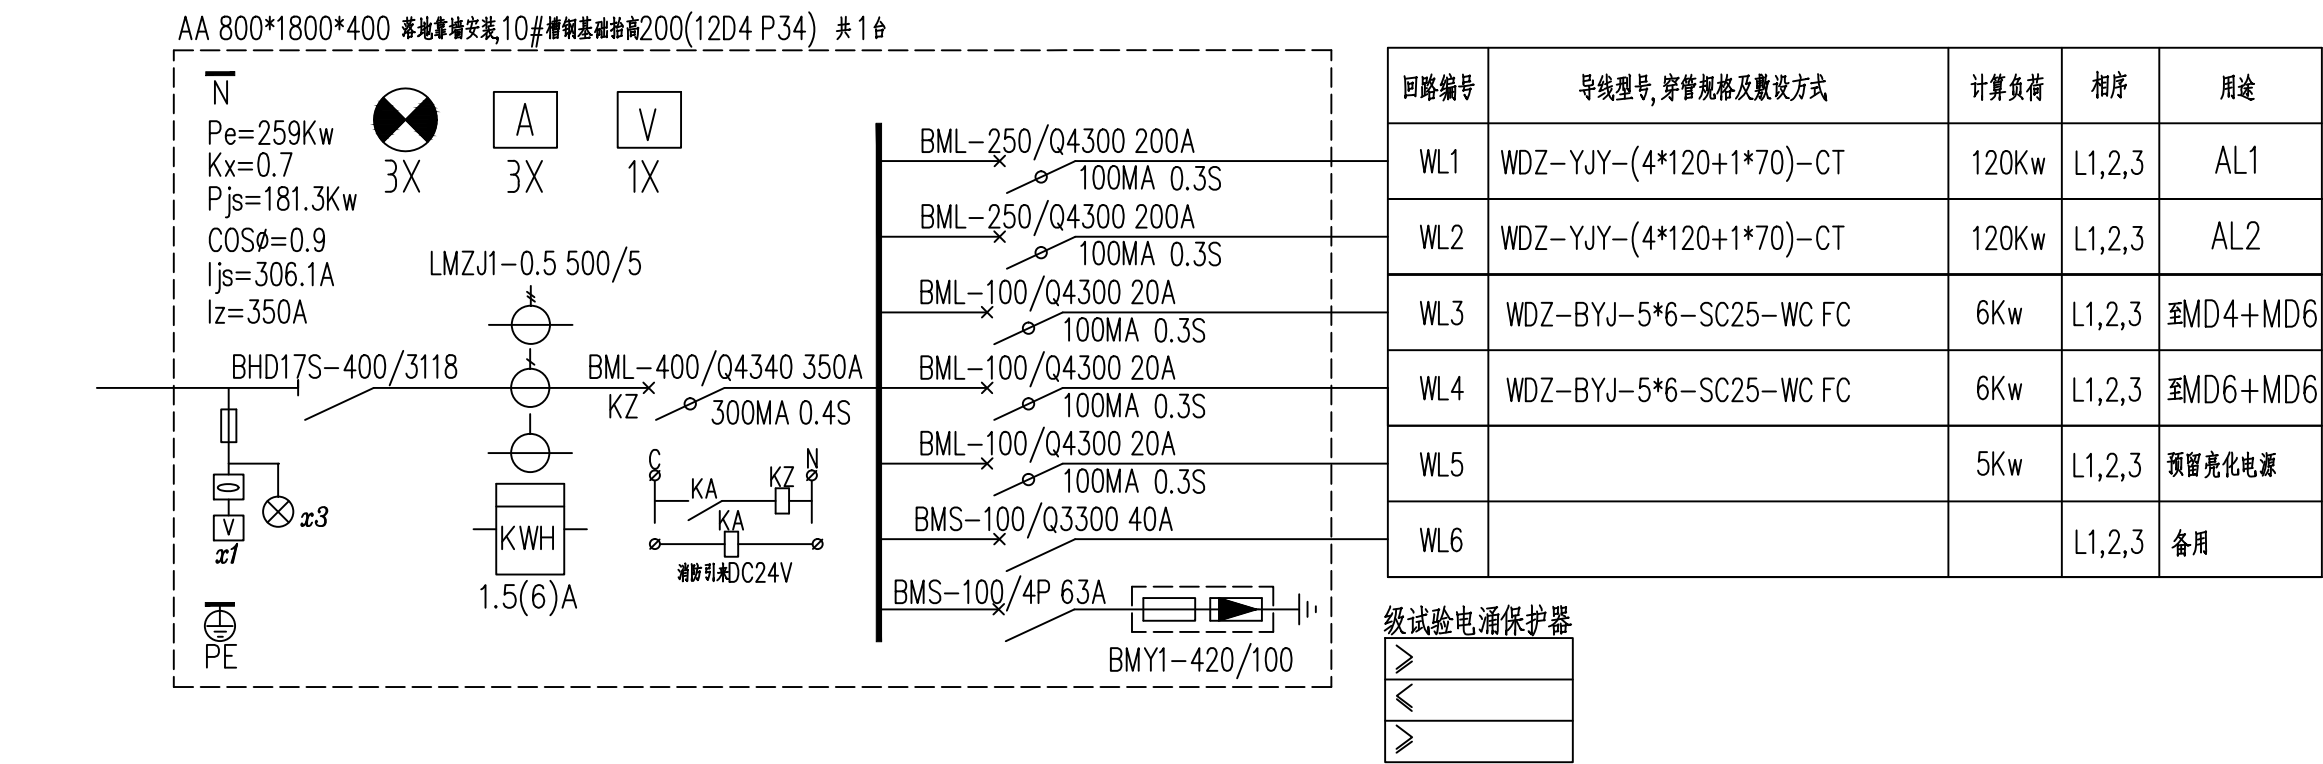 AA 800*1800*400 落地靠墙安装,10#槽钢基础抬高200(12D4 P34) 共1台
N
Pe=259Kw
Kx=0.7
Pjs=181.3Kw
COSø=0.9
Ijs=306.1A
Iz=350A
3X
A
3X
V
1X
LMZJ1-0.5 500/5
BHD17S-400/3118
BML-400/Q4340 350A
KZ
300MA 0.4S
V
x1
x3
KWH
1.5(6)A
C
N
KA
KZ
KA
消防引来DC24V
PE
BML-250/Q4300 200A
100MA 0.3S
BML-250/Q4300 200A
100MA 0.3S
BML-100/Q4300 20A
100MA 0.3S
BML-100/Q4300 20A
100MA 0.3S
BML-100/Q4300 20A
100MA 0.3S
BMS-100/Q3300 40A
BMS-100/4P 63A
BMY1-420/100
回路编号 导线型号,穿管规格及敷设方式 计算负荷 相序 用途
WL1 WDZ-YJY-(4*120+1*70)-CT 120Kw L1,2,3 AL1
WL2 WDZ-YJY-(4*120+1*70)-CT 120Kw L1,2,3 AL2
WL3 WDZ-BYJ-5*6-SC25-WC FC 6Kw L1,2,3 至MD4+MD6
WL4 WDZ-BYJ-5*6-SC25-WC FC 6Kw L1,2,3 至MD6+MD6
WL5 5Kw L1,2,3 预留亮化电源
WL6 L1,2,3 备用
级试验电涌保护器
⩾
⩽
⩾